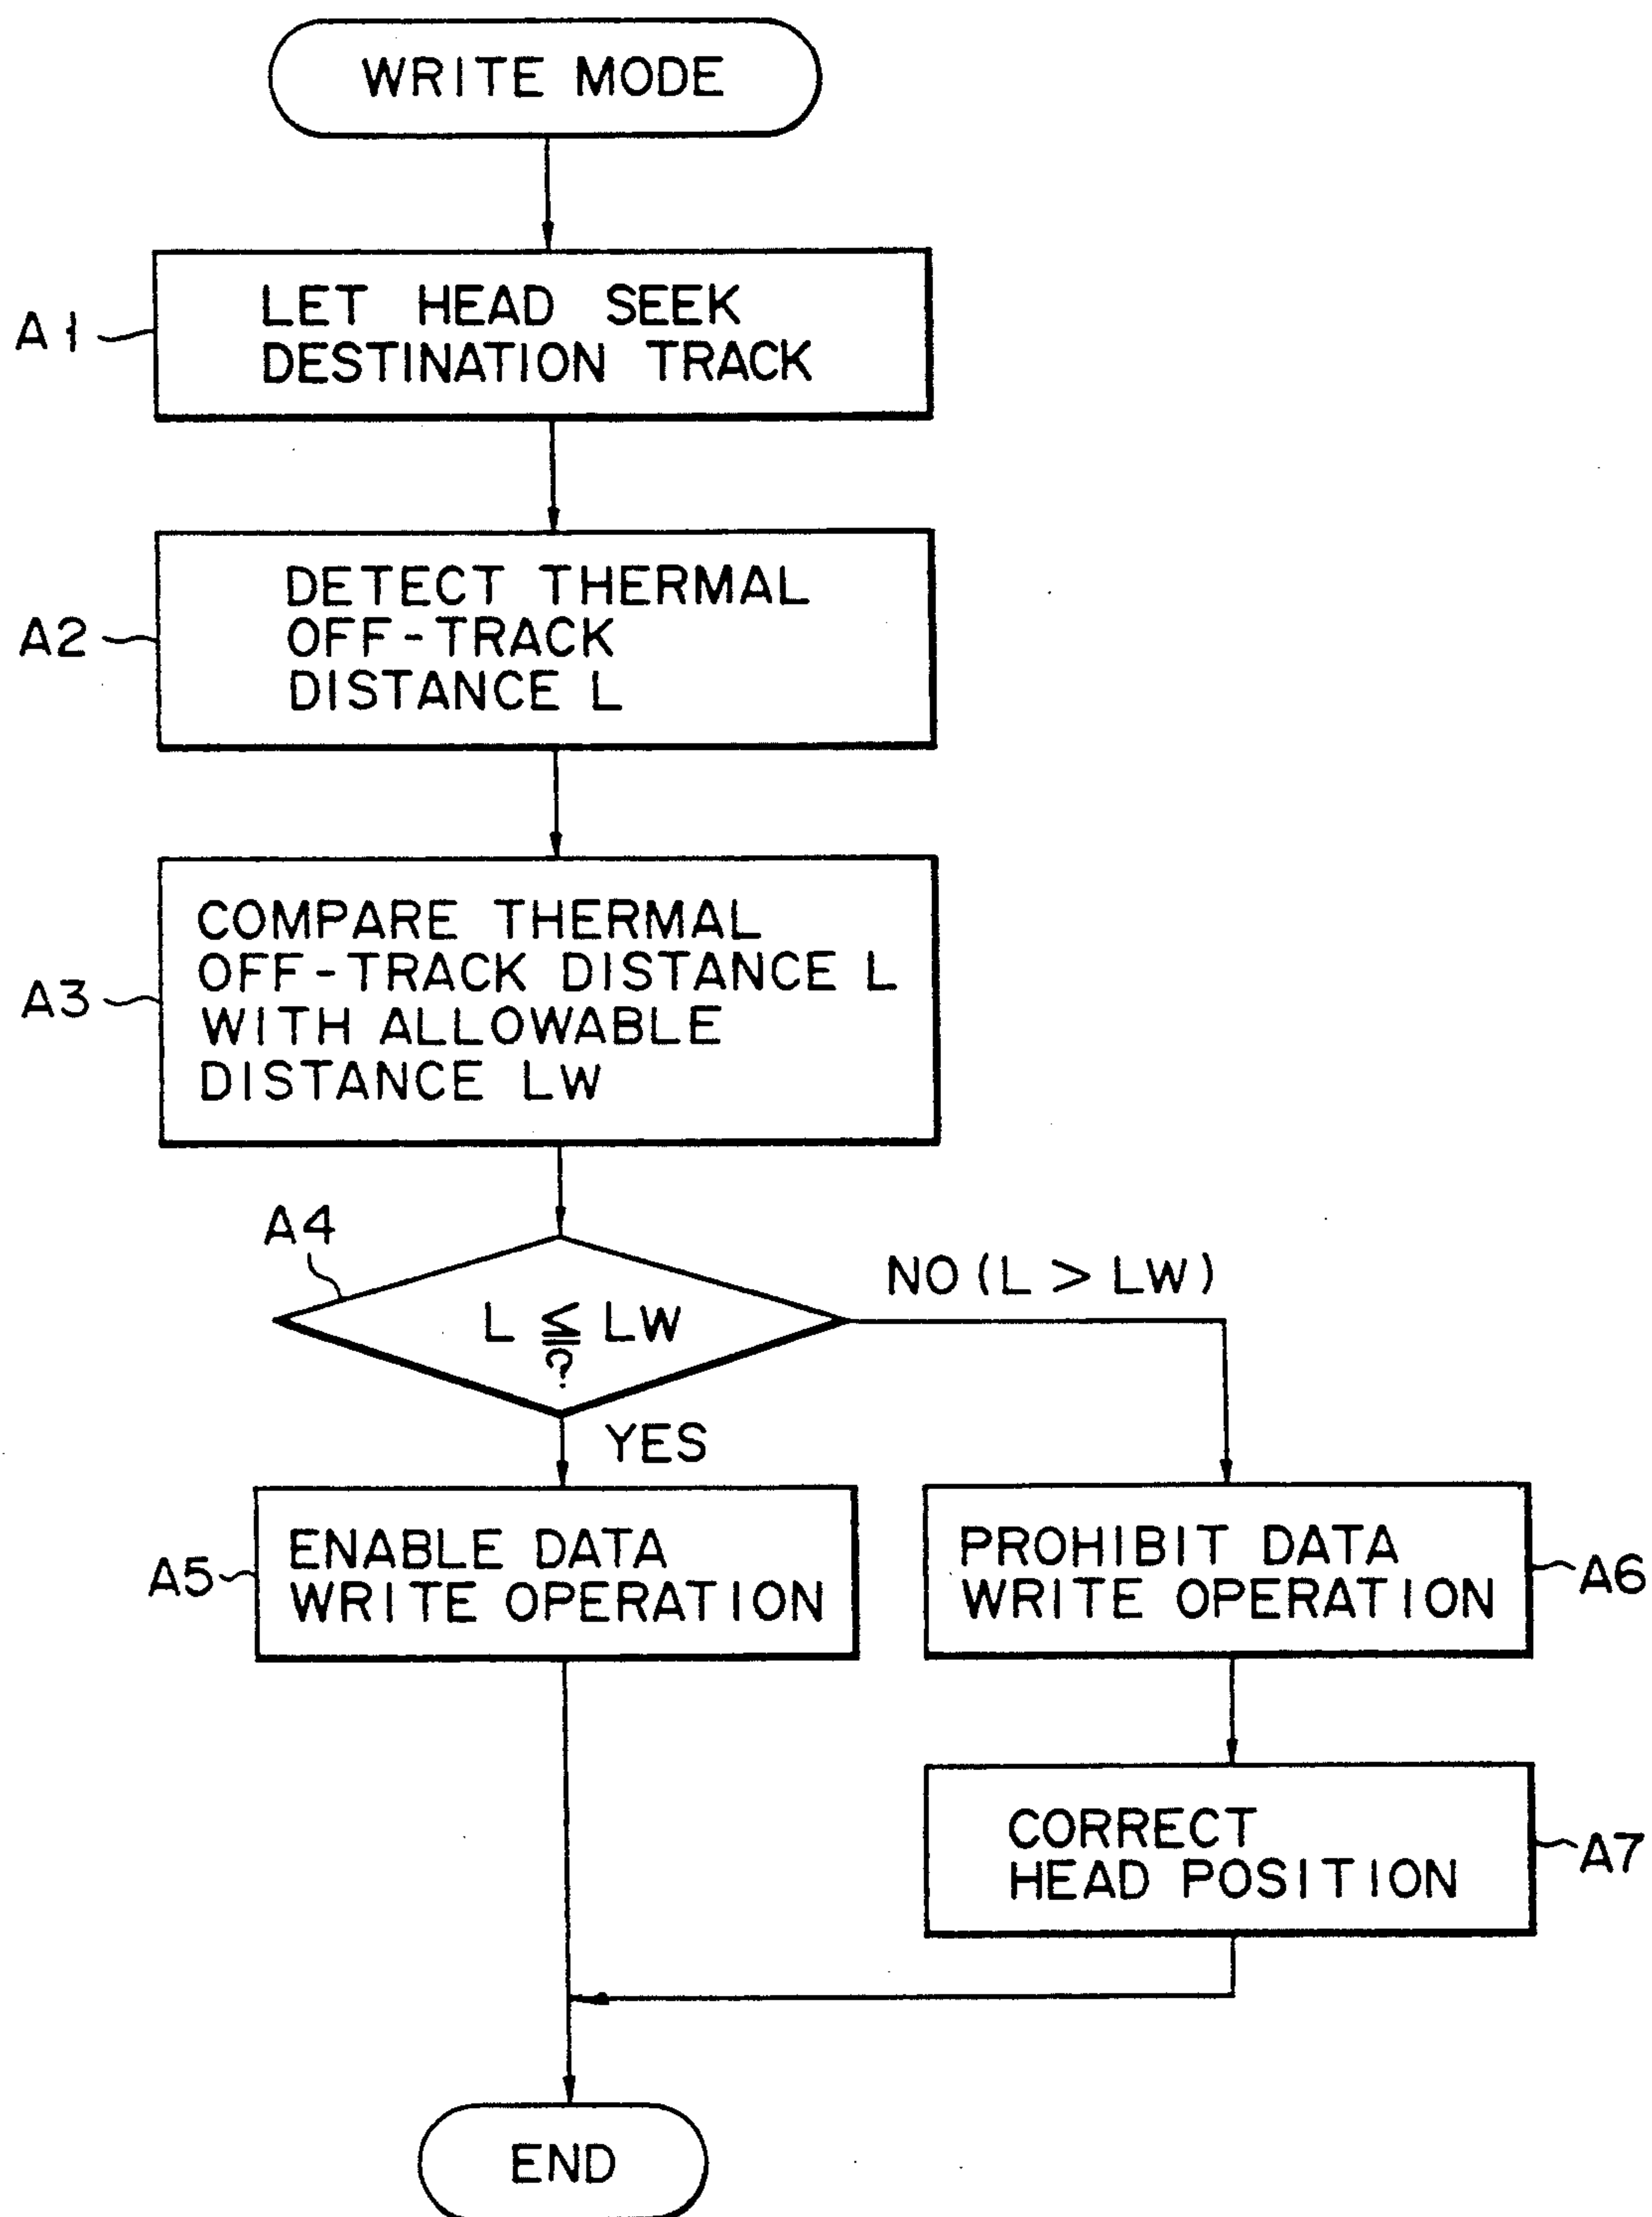 WRITE MODE
A1
LET HEAD SEEK
DESTINATION TRACK
A2
DETECT THERMAL
OFF-TRACK
DISTANCE L
A3
COMPARE THERMAL
OFF-TRACK DISTANCE L
WITH ALLOWABLE
DISTANCE LW
A4
L ≦ LW
?
NO (L > LW)
YES
A5
ENABLE DATA
WRITE OPERATION
PROHIBIT DATA
WRITE OPERATION
A6
CORRECT
HEAD POSITION
A7
END